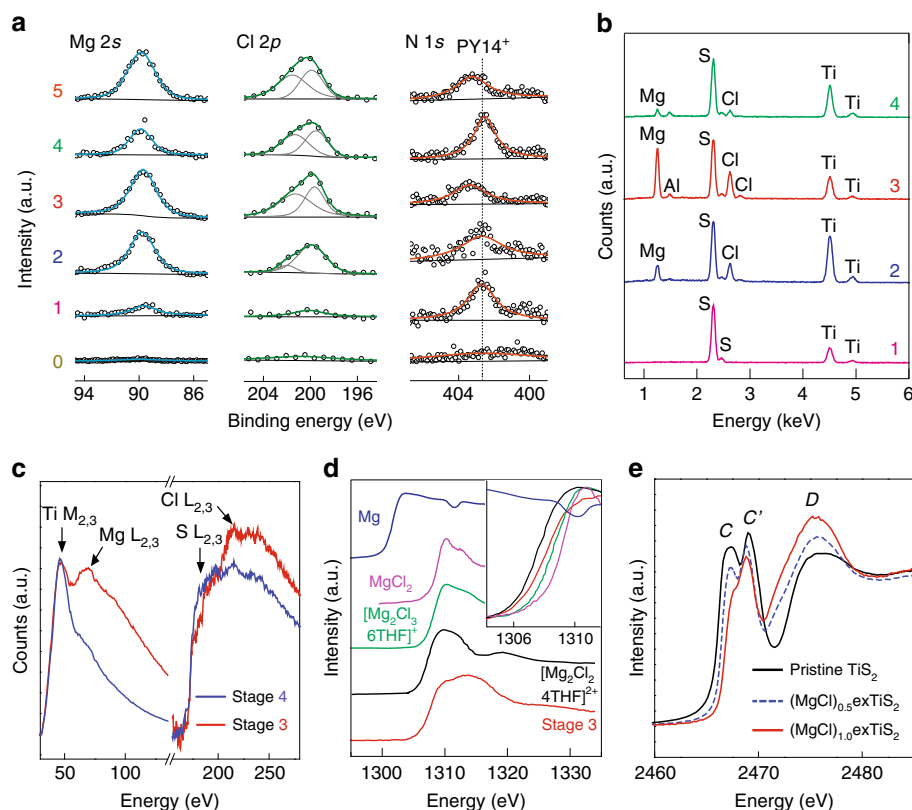 a
Mg 2s
Cl 2p
N 1s
PY14⁺
5
4
3
2
1
0
Intensity (a.u.)
94 90 86
204 200 196
404 400
Binding energy (eV)
b
S
Mg
Cl
Ti
Ti
4
Mg
S
Al
Cl
Cl
Ti
Ti
3
S
Mg
Cl
Ti
Ti
2
S
S
Ti
Ti
1
Counts (a.u.)
1 2 3 4 5 6
Energy (keV)
c
Ti M₂,₃
Mg L₂,₃
Cl L₂,₃
S L₂,₃
Stage 4
Stage 3
Counts (a.u.)
50 100 200 250
Energy (eV)
d
Mg
MgCl₂
[Mg₂Cl₃
6THF]⁺
[Mg₂Cl₂
4THF]²⁺
Stage 3
1306 1310
Intensity (a.u.)
1300 1310 1320 1330
Energy (eV)
e
C
C'
D
Pristine TiS₂
(MgCl)₀.₅exTiS₂
(MgCl)₁.₀exTiS₂
Intensity (a.u.)
2460 2470 2480
Energy (eV)